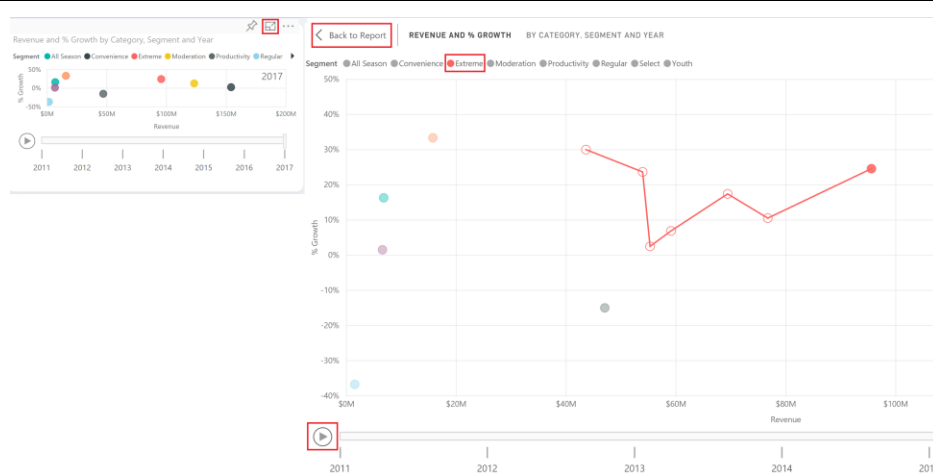 Revenue and % Growth by Category, Segment and Year
Segment All Season Convenience Extreme Moderation Productivity Regular
50%
0%
-50%
% Growth
2017
$0M $50M $100M $150M $200M
Revenue
2011 2012 2013 2014 2015 2016 2017
Back to Report REVENUE AND % GROWTH BY CATEGORY, SEGMENT AND YEAR
Segment All Season Convenience Extreme Moderation Productivity Regular Select Youth
50%
40%
30%
20%
10%
0%
-10%
-20%
-30%
-40%
% Growth
$0M $20M $40M $60M $80M $100M
Revenue
2011 2012 2013 2014